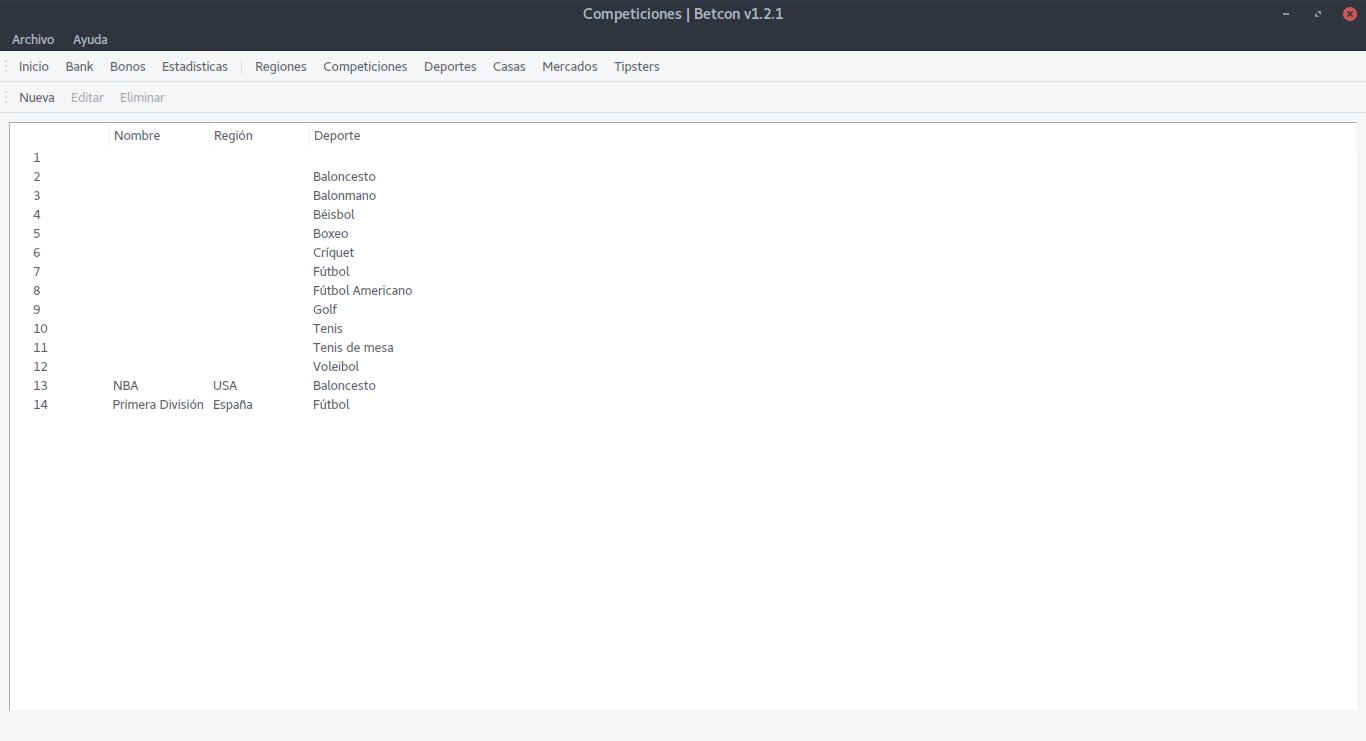 Competiciones | Betcon v1.2.1
Archivo Ayuda
Inicio Bank Bonos Estadisticas Regiones Competiciones Deportes Casas Mercados Tipsters
Nueva Editar Eliminar
Nombre Región Deporte
1
2 Baloncesto
3 Balonmano
4 Béisbol
5 Boxeo
6 Críquet
7 Fútbol
8 Fútbol Americano
9 Golf
10 Tenis
11 Tenis de mesa
12 Voleibol
13 NBA USA Baloncesto
14 Primera División España Fútbol